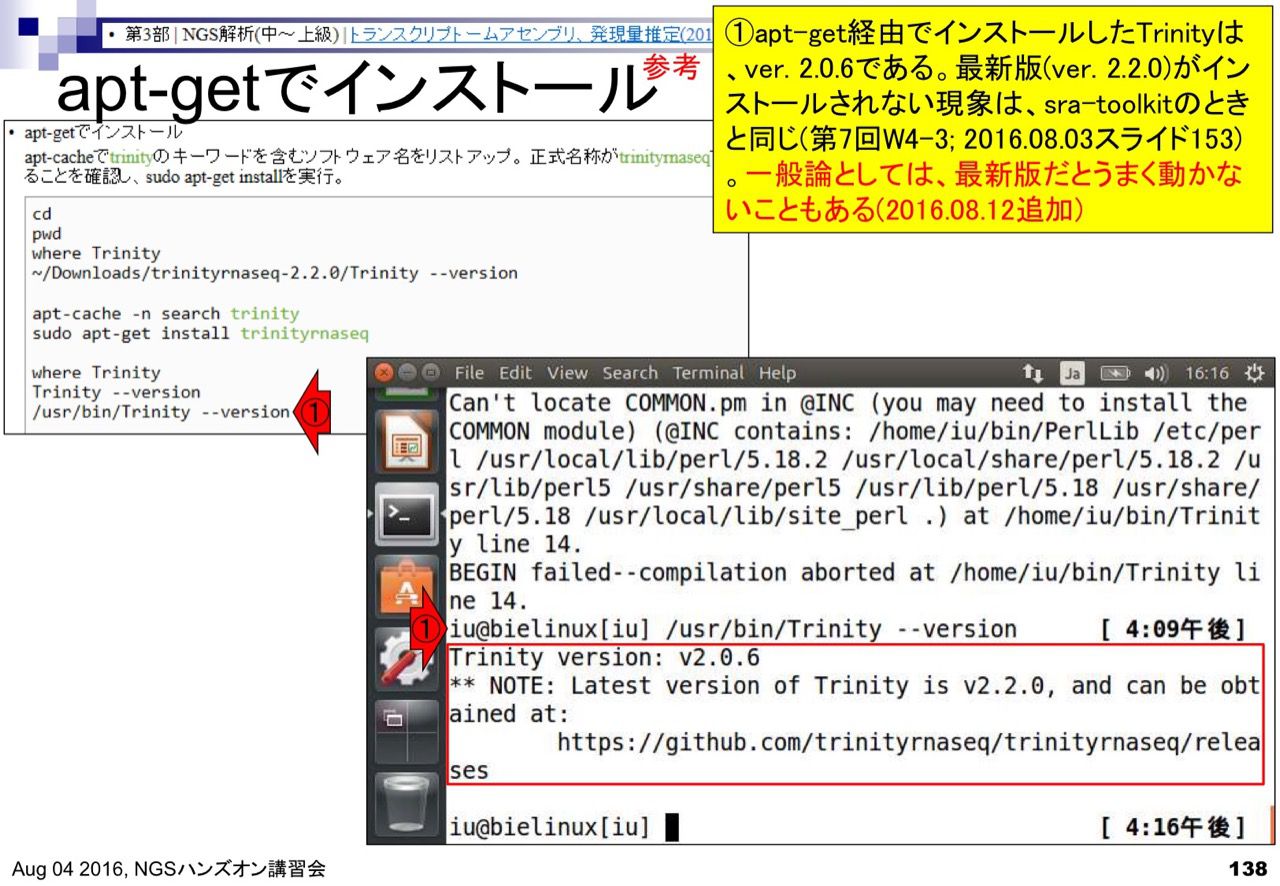 • 第3部 | NGS解析(中～上級) | トランスクリプトームアセンブリ、発現量推定(201
apt-getでインストール
参考
①apt-get経由でインストールしたTrinityは
、ver. 2.0.6である。最新版(ver. 2.2.0)がイン
ストールされない現象は、sra-toolkitのとき
と同じ(第7回W4-3; 2016.08.03スライド153)
。一般論としては、最新版だとうまく動かな
いこともある(2016.08.12追加)
• apt-getでインストール
apt-cacheでtrinityのキーワードを含むソフトウェア名をリストアップ。正式名称がtrinityrnaseqで
ることを確認し、sudo apt-get installを実行。
cd
pwd
where Trinity
~/Downloads/trinityrnaseq-2.2.0/Trinity --version
apt-cache -n search trinity
sudo apt-get install trinityrnaseq
where Trinity
Trinity --version
/usr/bin/Trinity --version
①
File Edit View Search Terminal Help
Ja
16:16
Can't locate COMMON.pm in @INC (you may need to install the
COMMON module) (@INC contains: /home/iu/bin/PerlLib /etc/per
l /usr/local/lib/perl/5.18.2 /usr/local/share/perl/5.18.2 /u
sr/lib/perl5 /usr/share/perl5 /usr/lib/perl/5.18 /usr/share/
perl/5.18 /usr/local/lib/site_perl .) at /home/iu/bin/Trinit
y line 14.
BEGIN failed--compilation aborted at /home/iu/bin/Trinity li
ne 14.
①
iu@bielinux[iu] /usr/bin/Trinity --version [ 4:09午後]
Trinity version: v2.0.6
** NOTE: Latest version of Trinity is v2.2.0, and can be obt
ained at:
https://github.com/trinityrnaseq/trinityrnaseq/relea
ses
iu@bielinux[iu] [ 4:16午後]
Aug 04 2016, NGSハンズオン講習会
138